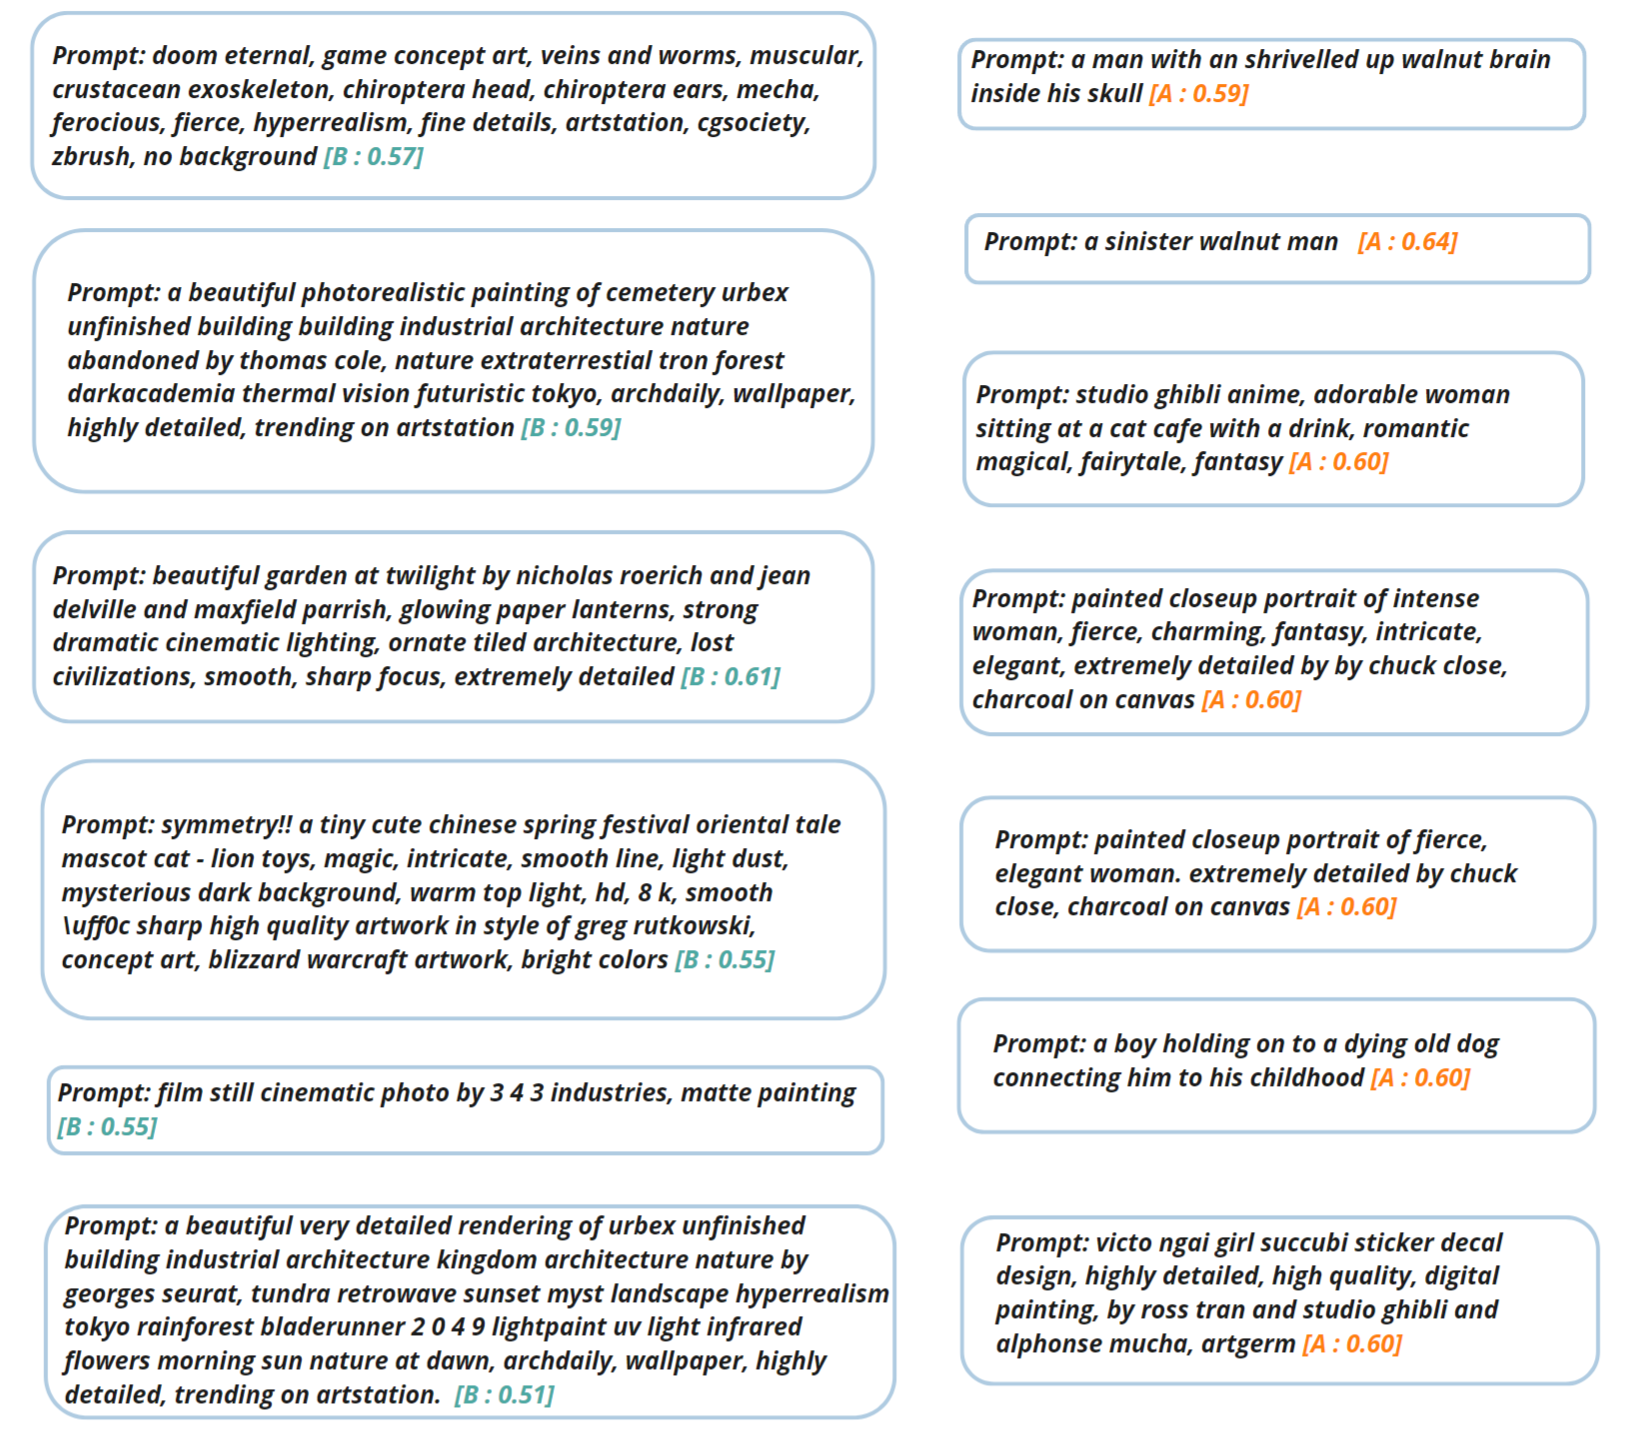 Prompt: doom eternal, game concept art, veins and worms, muscular,
crustacean exoskeleton, chiroptera head, chiroptera ears, mecha,
ferocious, fierce, hyperrealism, fine details, artstation, cgsociety,
zbrush, no background [B : 0.57]
Prompt: a beautiful photorealistic painting of cemetery urbex
unfinished building building industrial architecture nature
abandoned by thomas cole, nature extraterrestial tron forest
darkacademia thermal vision futuristic tokyo, archdaily, wallpaper,
highly detailed, trending on artstation [B : 0.59]
Prompt: beautiful garden at twilight by nicholas roerich and jean
delville and maxfield parrish, glowing paper lanterns, strong
dramatic cinematic lighting, ornate tiled architecture, lost
civilizations, smooth, sharp focus, extremely detailed [B : 0.61]
Prompt: symmetry!! a tiny cute chinese spring festival oriental tale
mascot cat - lion toys, magic, intricate, smooth line, light dust,
mysterious dark background, warm top light, hd, 8 k, smooth
\uff0c sharp high quality artwork in style of greg rutkowski,
concept art, blizzard warcraft artwork, bright colors [B : 0.55]
Prompt: film still cinematic photo by 3 4 3 industries, matte painting
[B : 0.55]
Prompt: a beautiful very detailed rendering of urbex unfinished
building industrial architecture kingdom architecture nature by
georges seurat, tundra retrowave sunset myst landscape hyperrealism
tokyo rainforest bladerunner 2 0 4 9 lightpaint uv light infrared
flowers morning sun nature at dawn, archdaily, wallpaper, highly
detailed, trending on artstation. [B : 0.51]
Prompt: a man with an shrivelled up walnut brain
inside his skull [A : 0.59]
Prompt: a sinister walnut man [A : 0.64]
Prompt: studio ghibli anime, adorable woman
sitting at a cat cafe with a drink, romantic
magical, fairytale, fantasy [A : 0.60]
Prompt: painted closeup portrait of intense
woman, fierce, charming, fantasy, intricate,
elegant, extremely detailed by by chuck close,
charcoal on canvas [A : 0.60]
Prompt: painted closeup portrait of fierce,
elegant woman. extremely detailed by chuck
close, charcoal on canvas [A : 0.60]
Prompt: a boy holding on to a dying old dog
connecting him to his childhood [A : 0.60]
Prompt: victo ngai girl succubi sticker decal
design, highly detailed, high quality, digital
painting, by ross tran and studio ghibli and
alphonse mucha, artgerm [A : 0.60]